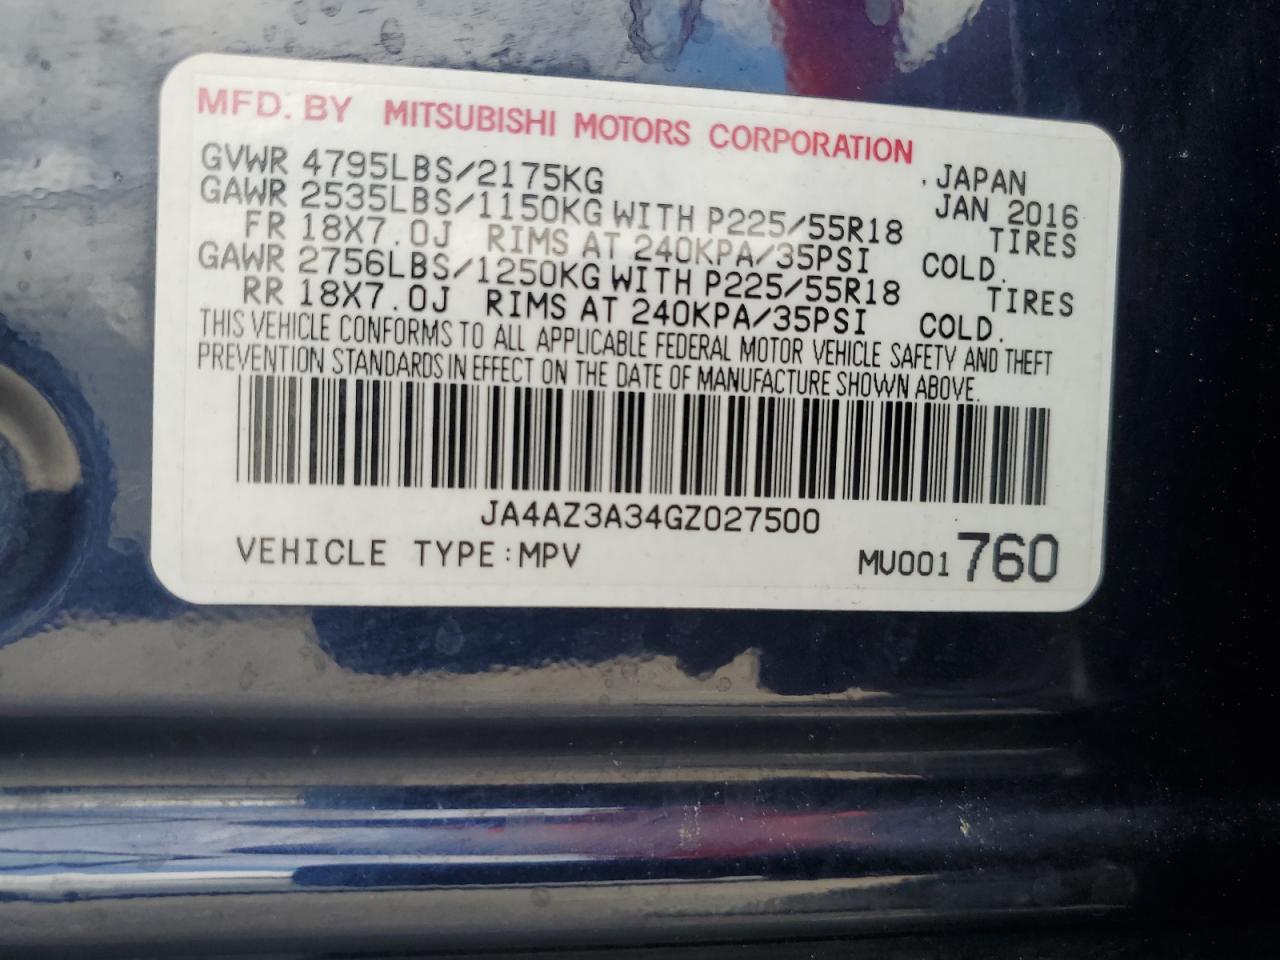 MFD. BY MITSUBISHI MOTORS CORPORATION
GVWR 4795LBS/2175KG . JAPAN
JAN 2016
GAWR 2535LBS/1150KG WITH P225/55R18 TIRES
FR 18X7.0J RIMS AT 240KPA/35PSI COLD.
GAWR 2756LBS/1250KG WITH P225/55R18 TIRES
RR 18X7.0J RIMS AT 240KPA/35PSI COLD.
THIS VEHICLE CONFORMS TO ALL APPLICABLE FEDERAL MOTOR VEHICLE SAFETY AND THEFT
PREVENTION STANDARDS IN EFFECT ON THE DATE OF MANUFACTURE SHOWN ABOVE.
JA4AZ3A34GZ027500
VEHICLE TYPE:MPV MU001 760